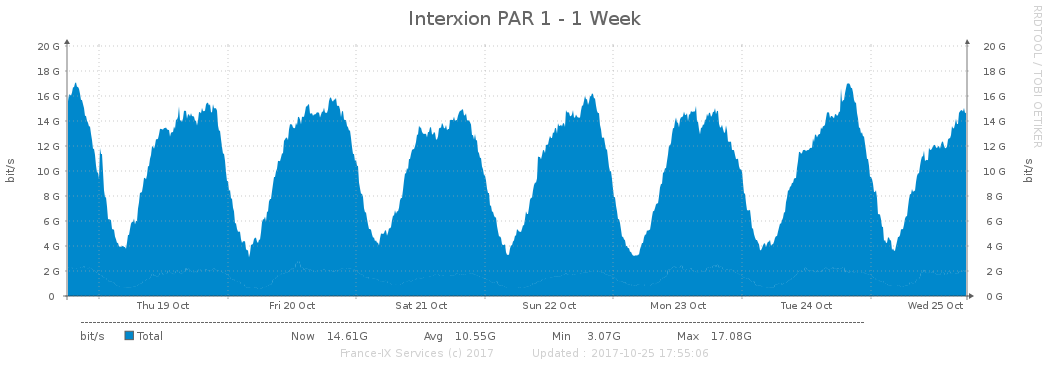 Interxion PAR 1 - 1 Week
RRDTOOL / TOBI OETIKER
bit/s
20 G 20 G
18 G 18 G
16 G 16 G
14 G 14 G
12 G 12 G
10 G 10 G
8 G 8 G
6 G 6 G
4 G 4 G
2 G 2 G
0 0 G
bit/s
Thu 19 Oct Fri 20 Oct Sat 21 Oct Sun 22 Oct Mon 23 Oct Tue 24 Oct Wed 25 Oct
bit/s Total Now 14.61G Avg 10.55G Min 3.07G Max 17.08G
France-IX Services (c) 2017 Updated : 2017-10-25 17:55:06